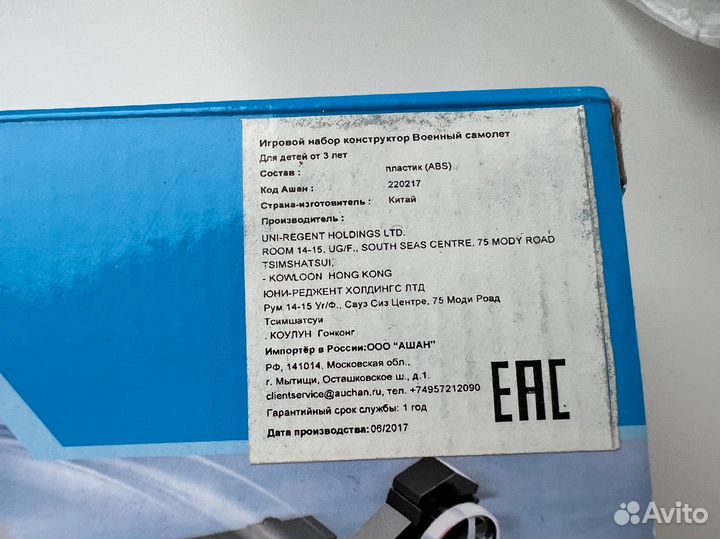 Игровой набор конструктор Военный самолет
Для детей от 3 лет
Состав : пластик (ABS)
Код Ашан : 220217
Страна-изготовитель : Китай
Производитель :
UNI-REGENT HOLDINGS LTD.
ROOM 14-15, UG/F., SOUTH SEAS CENTRE, 75 MODY ROAD
TSIMSHATSUI,
- KOWLOON HONG KONG
ЮНИ-РЕДЖЕНТ ХОЛДИНГС ЛТД
Рум 14-15 Уг/Ф., Сауз Сиз Центре, 75 Моди Роад
Тсимшатсуи
. КОУЛУН Гонконг
Импортёр в России:ООО "АШАН"
РФ, 141014, Московская обл.,
г. Мытищи, Осташковское ш., д.1.
clientservice@auchan.ru, тел. +74957212090
Гарантийный срок службы: 1 год
Дата производства:06/2017
EAC
Avito